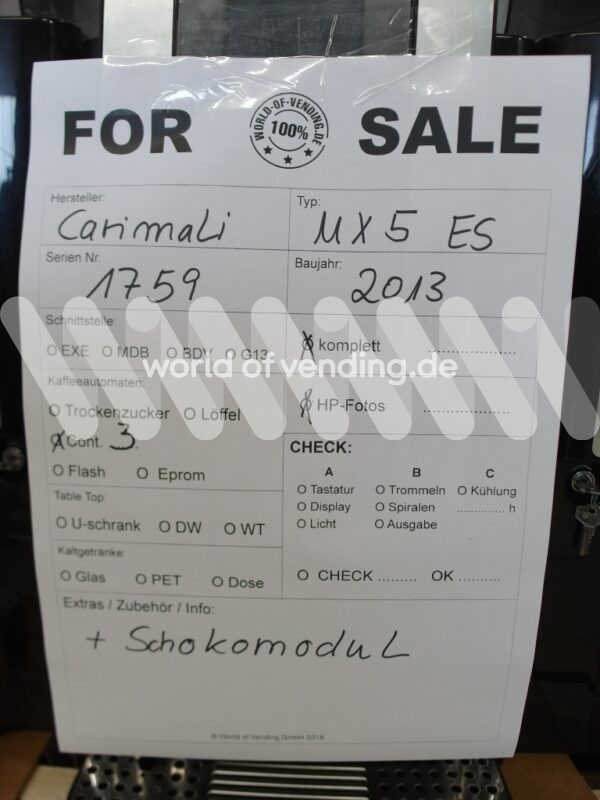 FOR SALE
WORLD-OF-VENDING.DE
100%
Hersteller: Typ:
Carimali MX5 ES
Serien Nr. Baujahr:
1759 2013
Schnittstelle:
O EXE O MDB O BDV O G13 O komplett ....................
world of vending.de
Kaffeeautomaten:
O Trockenzucker O Löffel O HP-Fotos ....................
O Cont. 3.
CHECK:
A B C
O Flash O Eprom
O Tastatur O Trommeln O Kühlung
O Display O Spiralen ............... h
O Licht O Ausgabe
Table Top:
O U-schrank O DW O WT
Kaltgetränke:
O Glas O PET O Dose
O CHECK ......... OK ..........
Extras / Zubehör / Info:
+ Schokomodul
© World of Vending GmbH 2018